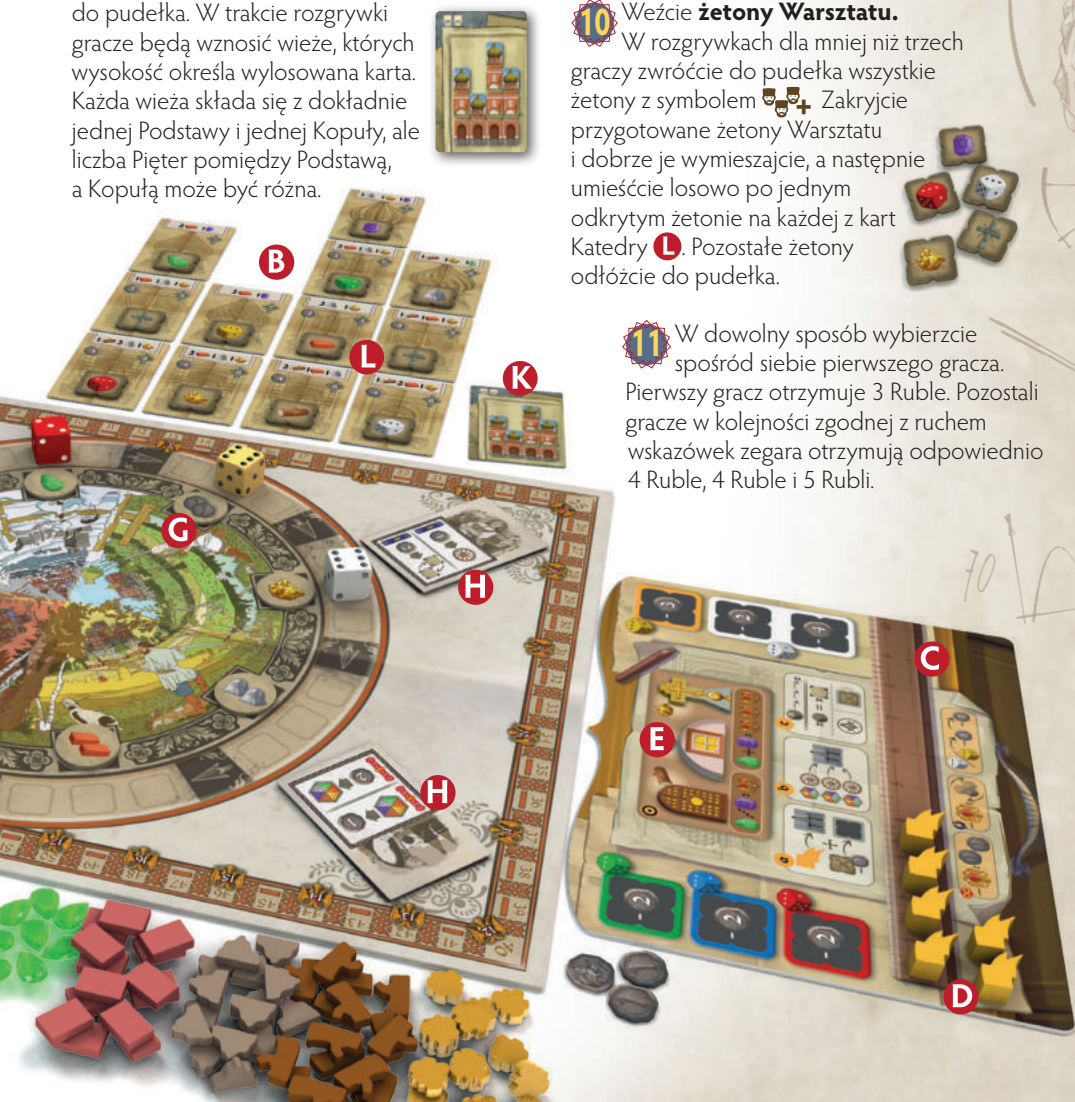 do pudełka. W trakcie rozgrywki
gracze będą wznosić wieże, których
wysokość określa wylosowana karta.
Każda wieża składa się z dokładnie
jednej Podstawy i jednej Kopuły, ale
liczba Pięter pomiędzy Podstawą,
a Kopułą może być różna.
10 Weźcie żetony Warsztatu.
W rozgrywkach dla mniej niż trzech
graczy zwróćcie do pudełka wszystkie
żetony z symbolem + Zakryjcie
przygotowane żetony Warsztatu
i dobrze je wymieszajcie, a następnie
umieśćcie losowo po jednym
odkrytym żetonie na każdej z kart
Katedry L. Pozostałe żetony
odłóżcie do pudełka.
11 W dowolny sposób wybierzcie
spośród siebie pierwszego gracza.
Pierwszy gracz otrzymuje 3 Ruble. Pozostali
gracze w kolejności zgodnej z ruchem
wskazówek zegara otrzymują odpowiednio
4 Ruble, 4 Ruble i 5 Rubli.
B
L
K
G
H
H
C
E
D
70